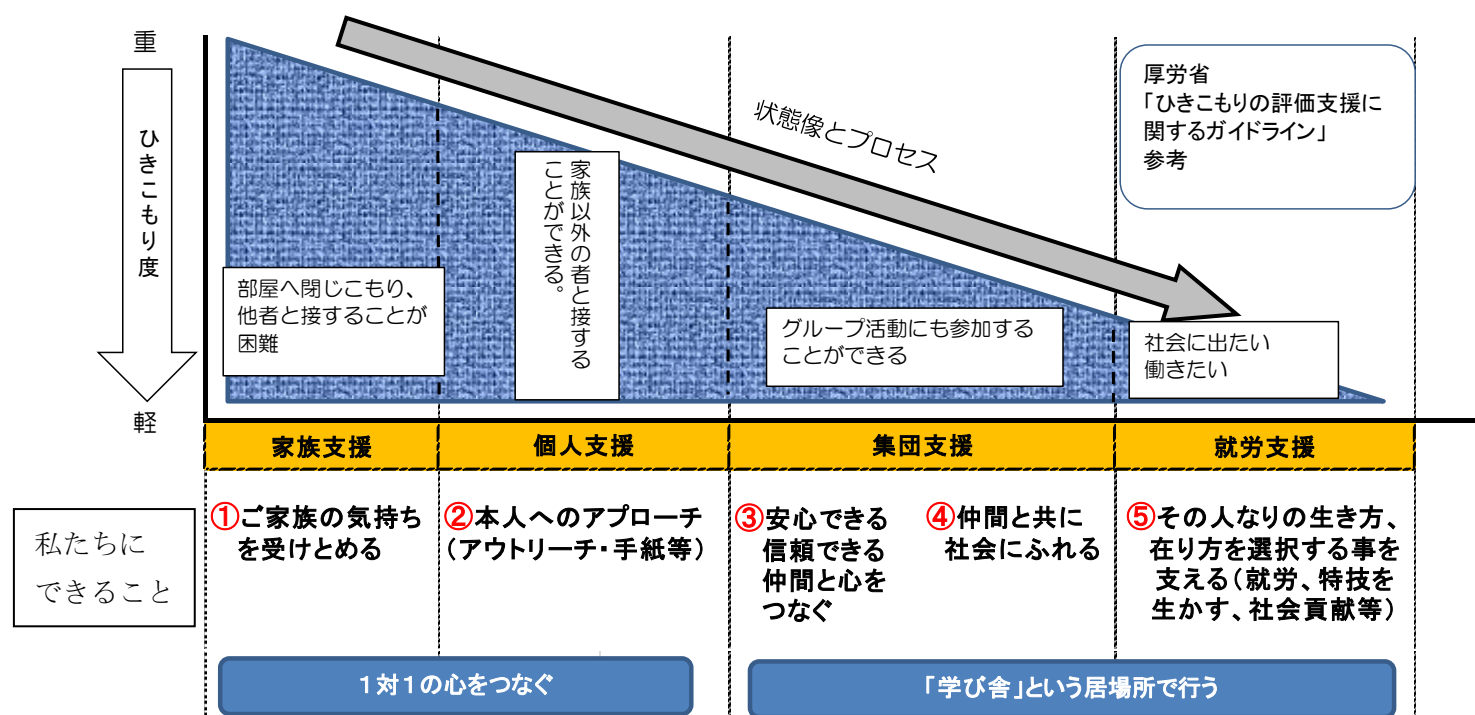 重
ひきこもり度
軽
状態像とプロセス
厚労省
「ひきこもりの評価支援に
関するガイドライン」
参考
部屋へ閉じこもり、
他者と接することが
困難
家族以外の者と接する
ことができる。
グループ活動にも参加する
ことができる
社会に出たい
働きたい
家族支援
個人支援
集団支援
就労支援
私たちに
できること
①ご家族の気持ち
を受けとめる
②本人へのアプローチ
（アウトリーチ・手紙等）
③安心できる
信頼できる
仲間と心を
つなぐ
④仲間と共に
社会にふれる
⑤その人なりの生き方、
在り方を選択する事を
支える（就労、特技を
生かす、社会貢献等）
１対１の心をつなぐ
「学び舎」という居場所で行う